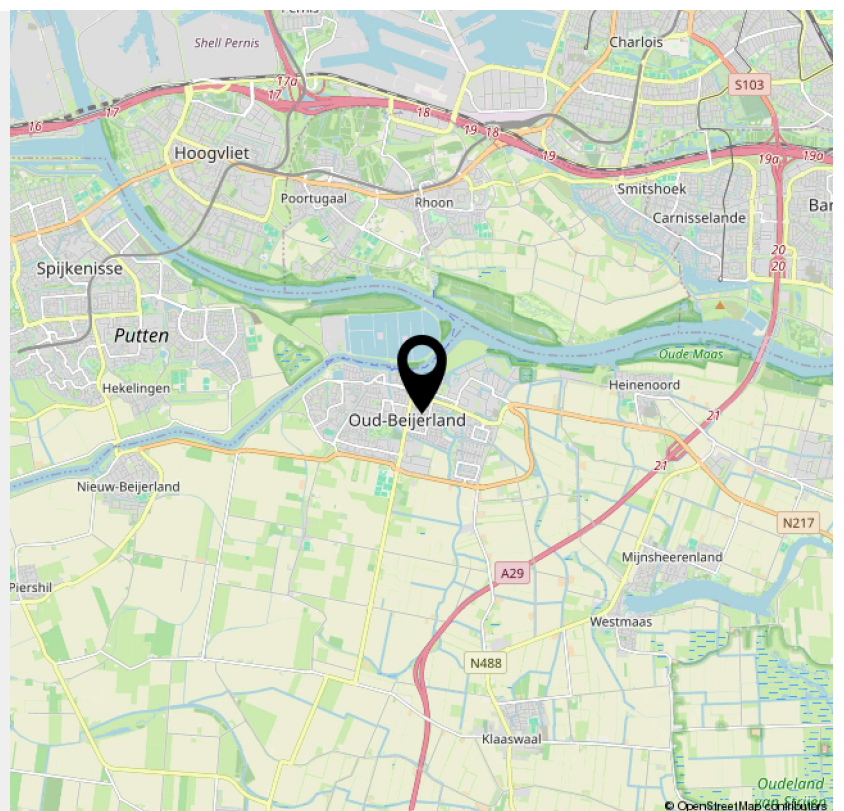 Pernis
Shell Pernis
Charlois
17a
17
S103
17
18
16
19
18
19
19a
19a
Hoogvliet
Poortugaal
Rhoon
Smitshoek
Bar
Carnisselande
20
20
Spijkenisse
Putten
Oude Maas
Hekelingen
Heinenoord
Oud-Beijerland
21
21
Nieuw-Beijerland
N217
Mijnsheerenland
A29
Piershil
Westmaas
N488
Klaaswaal
Oudeland
van Strijen
© OpenStreetMap contributors